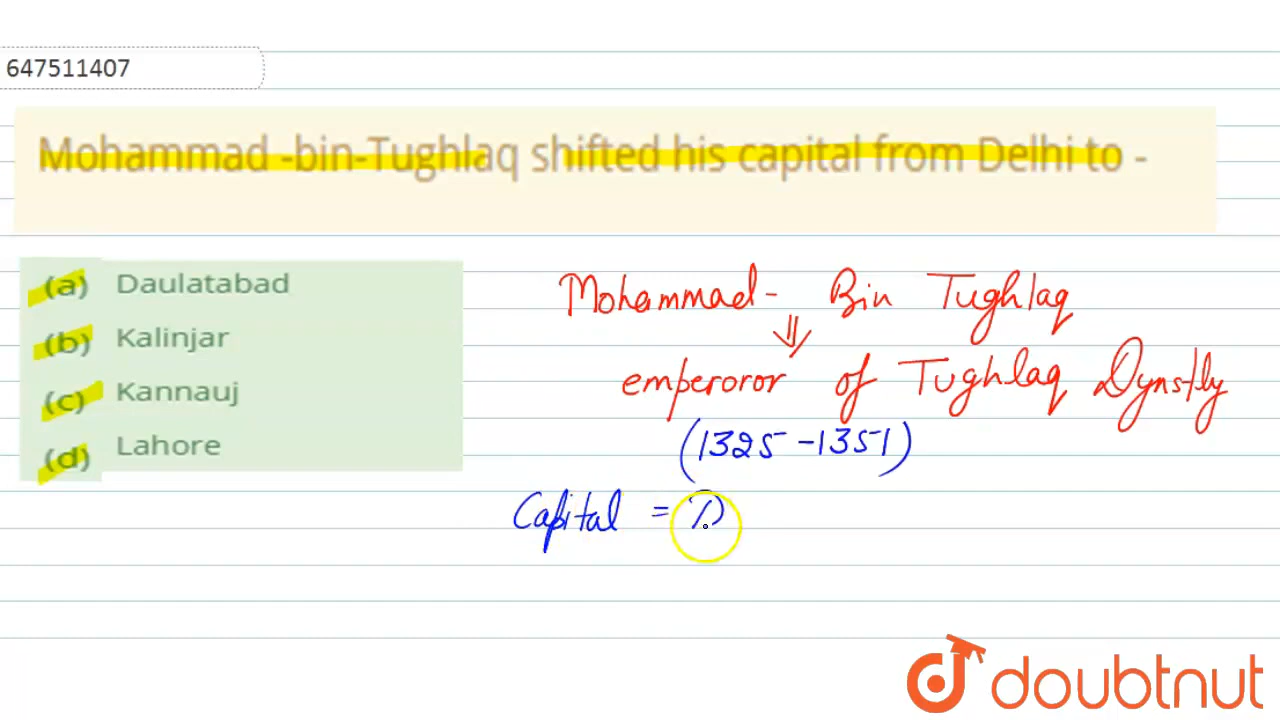 647511407
Mohammad -bin-Tughlaq shifted his capital from Delhi to -
(a) Daulatabad
(b) Kalinjar
(c) Kannauj
(d) Lahore
Mohammad- Bin Tughlaq
⇓
emperoror of Tughlaq Dynstly
(1325-1351)
Capital = D
doubtnut